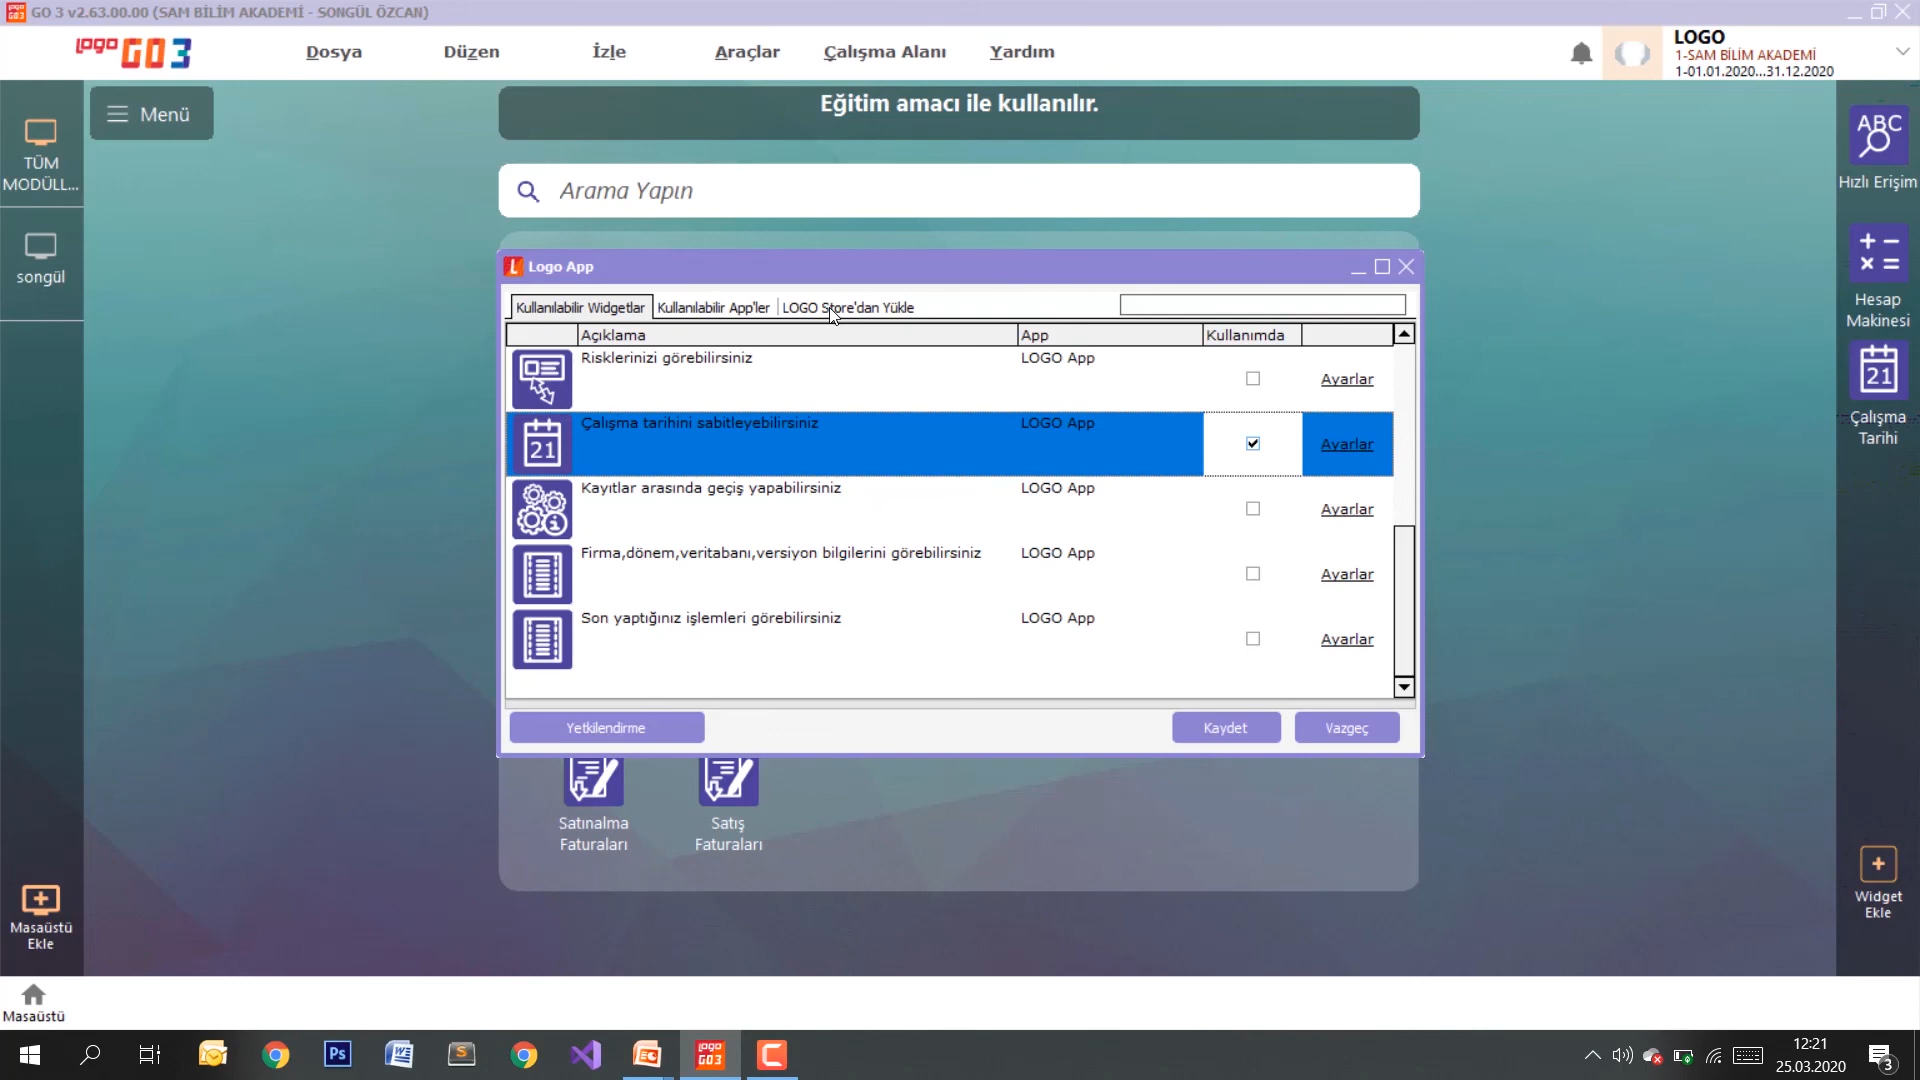 GO 3 v2.63.00.00 (SAM BİLİM AKADEMİ - SONGÜL ÖZCAN)
LOGO GO 3
Dosya
Düzen
İzle
Araçlar
Çalışma Alanı
Yardım
LOGO
1-SAM BİLİM AKADEMİ
1-01.01.2020...31.12.2020
TÜM
MODÜLL...
songül
Menü
Eğitim amacı ile kullanılır.
Arama Yapın
Logo App
Kullanılabilir Widgetlar
Kullanılabilir App'ler
LOGO Store'dan Yükle
Açıklama
App
Kullanımda
Risklerinizi görebilirsiniz
LOGO App
Ayarlar
21
Çalışma tarihini sabitleyebilirsiniz
LOGO App
Ayarlar
Kayıtlar arasında geçiş yapabilirsiniz
LOGO App
Ayarlar
Firma,dönem,veritabanı,versiyon bilgilerini görebilirsiniz
LOGO App
Ayarlar
Son yaptığınız işlemleri görebilirsiniz
LOGO App
Ayarlar
Yetkilendirme
Kaydet
Vazgeç
Satınalma
Faturaları
Satış
Faturaları
ABC
Hızlı Erişim
Hesap
Makinesi
21
Çalışma
Tarihi
Widget
Ekle
Masaüstü
Ekle
Masaüstü
Ps
12:21
25.03.2020
3